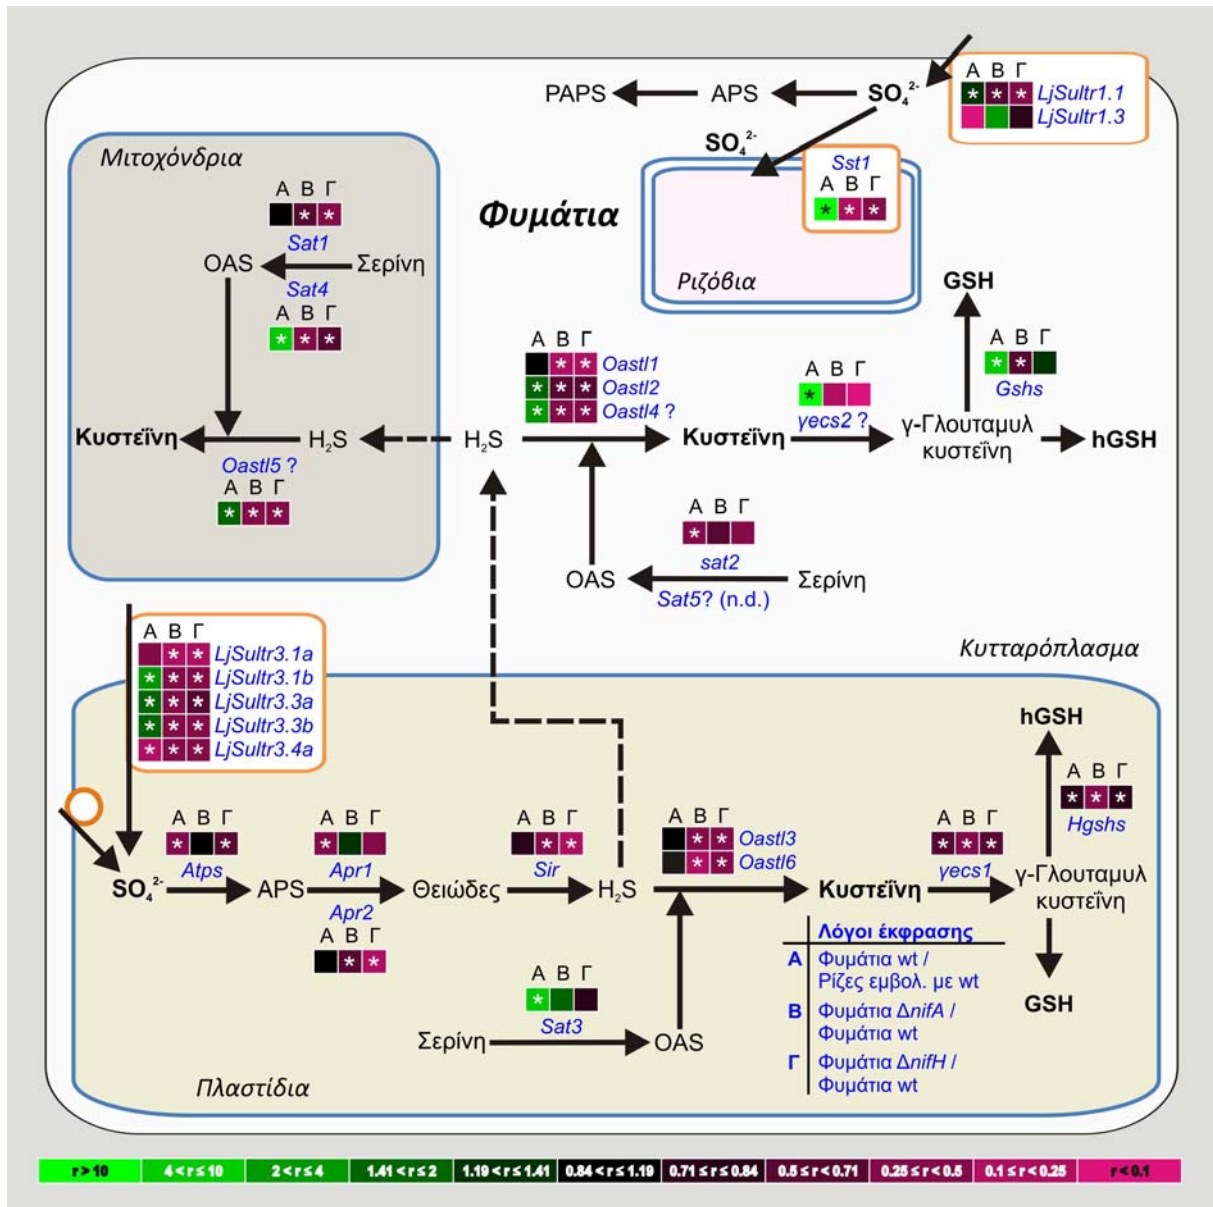 PAPS
APS
SO₄²⁻
Α Β Γ
* * * LjSultr1.1
LjSultr1.3
SO₄²⁻
Μιτοχόνδρια
Sst1
Α Β Γ
* * *
Ριζόβια
Φυμάτια
Α Β Γ
* *
Sat1
OAS
Σερίνη
Sat4
Α Β Γ
* * *
GSH
Α Β Γ
* *
Gshs
Α Β Γ
* * Oastl1
* * * Oastl2
* * * Oastl4 ?
Α Β Γ
*
γecs2 ?
Κυστεΐνη
H₂S
H₂S
Κυστεΐνη
γ-Γλουταμυλ
κυστεΐνη
hGSH
Oastl5 ?
Α Β Γ
* * *
Α Β Γ
*
sat2
OAS
Σερίνη
Sat5? (n.d.)
Κυτταρόπλασμα
Α Β Γ
* * LjSultr3.1a
* * * LjSultr3.1b
* * * LjSultr3.3a
* * * LjSultr3.3b
* * * LjSultr3.4a
hGSH
Α Β Γ
* * *
Hgshs
Α Β Γ
* *
Atps
Α Β Γ
*
Apr1
Α Β Γ
* *
Sir
Α Β Γ
* * Oastl3
* * Oastl6
Α Β Γ
* * *
γecs1
SO₄²⁻
APS
Θειώδες
H₂S
Κυστεΐνη
γ-Γλουταμυλ
κυστεΐνη
Apr2
Α Β Γ
* *
GSH
Α Β Γ
*
Sat3
Σερίνη
OAS
Λόγοι έκφρασης
Α Φυμάτια wt /
Ρίζες εμβολ. με wt
Β Φυμάτια ΔnifA /
Φυμάτια wt
Γ Φυμάτια ΔnifH /
Φυμάτια wt
Πλαστίδια
r > 10 4 < r ≤ 10 2 < r ≤ 4 1.41 < r ≤ 2 1.19 < r ≤ 1.41 0.84 < r ≤ 1.19 0.71 ≤ r ≤ 0.84 0.5 ≤ r < 0.71 0.25 ≤ r < 0.5 0.1 ≤ r < 0.25 r < 0.1